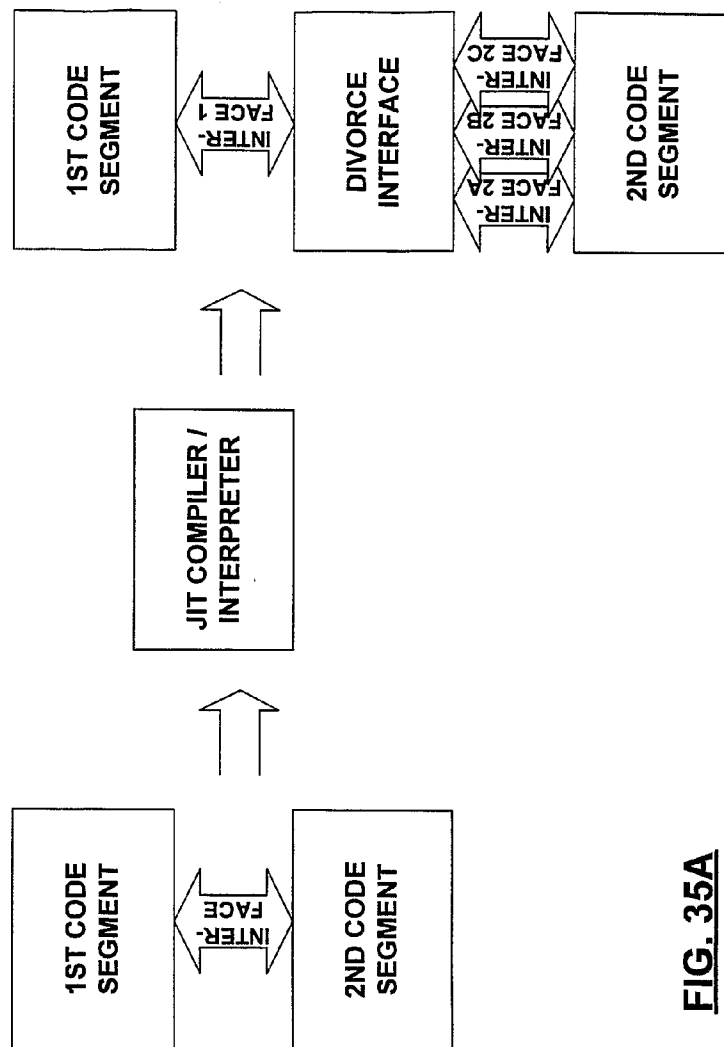 1ST CODE
SEGMENT
INTER-
FACE
2ND CODE
SEGMENT
JIT COMPILER /
INTERPRETER
1ST CODE
SEGMENT
INTER-
FACE 1
DIVORCE
INTERFACE
INTER-
FACE 2A
INTER-
FACE 2B
INTER-
FACE 2C
2ND CODE
SEGMENT
FIG. 35A